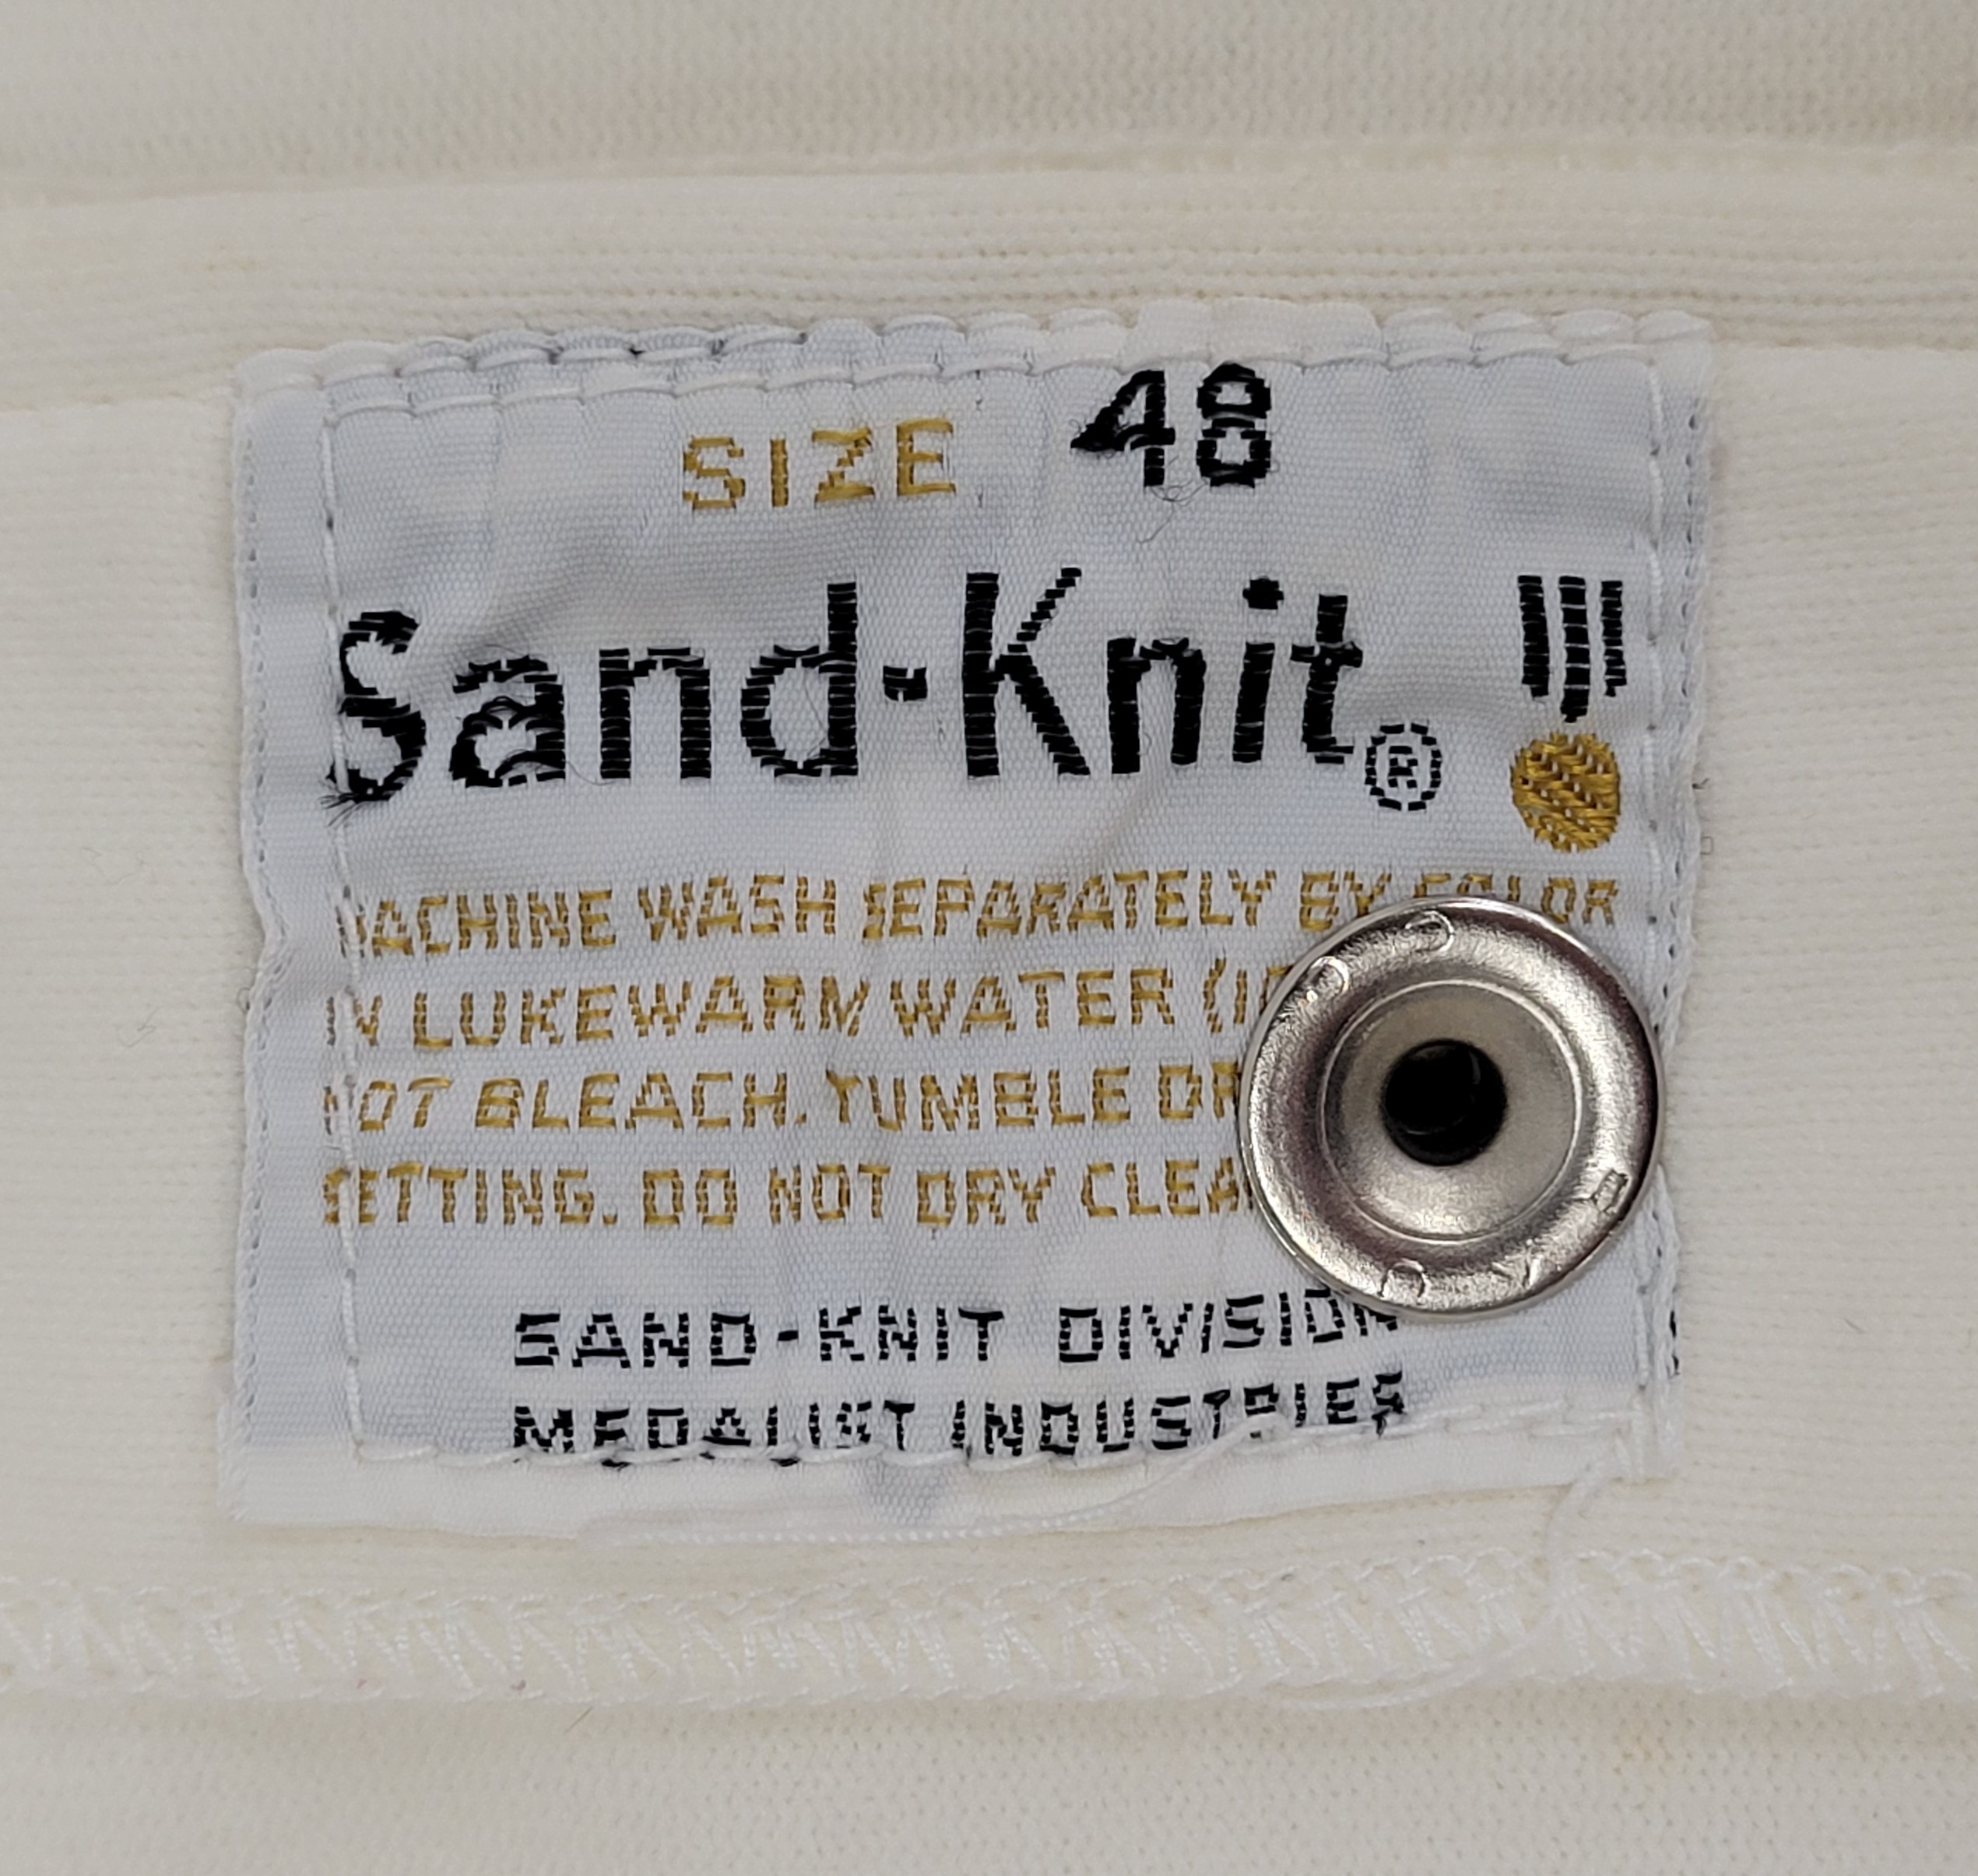 SIZE 48
Sand-Knit®
MACHINE WASH SEPARATELY BY COLOR
IN LUKEWARM WATER
NOT BLEACH. TUMBLE
SETTING. DO NOT DRY
SAND-KNIT DIVISION
MEDALIST INDUSTRIES